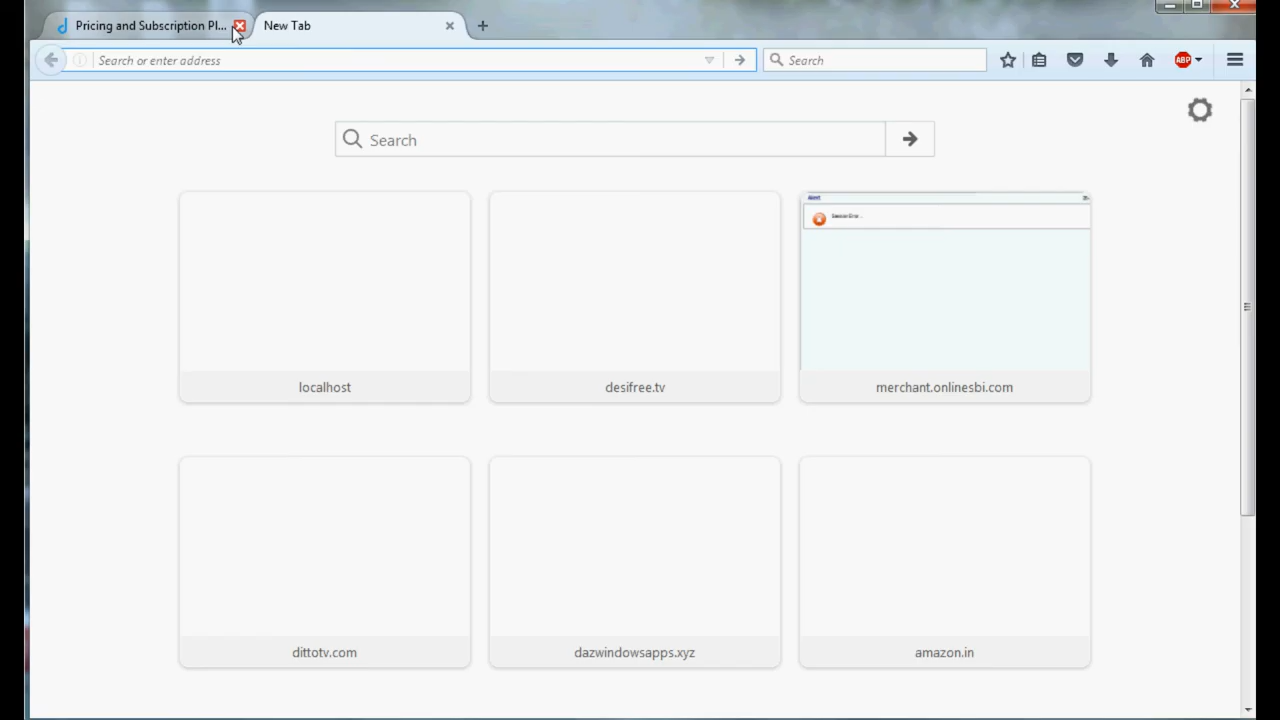 Pricing and Subscription Pl...
New Tab
Search or enter address
Search
ABP
Search
Alert
localhost
desifree.tv
merchant.onlinesbi.com
dittotv.com
dazwindowsapps.xyz
amazon.in